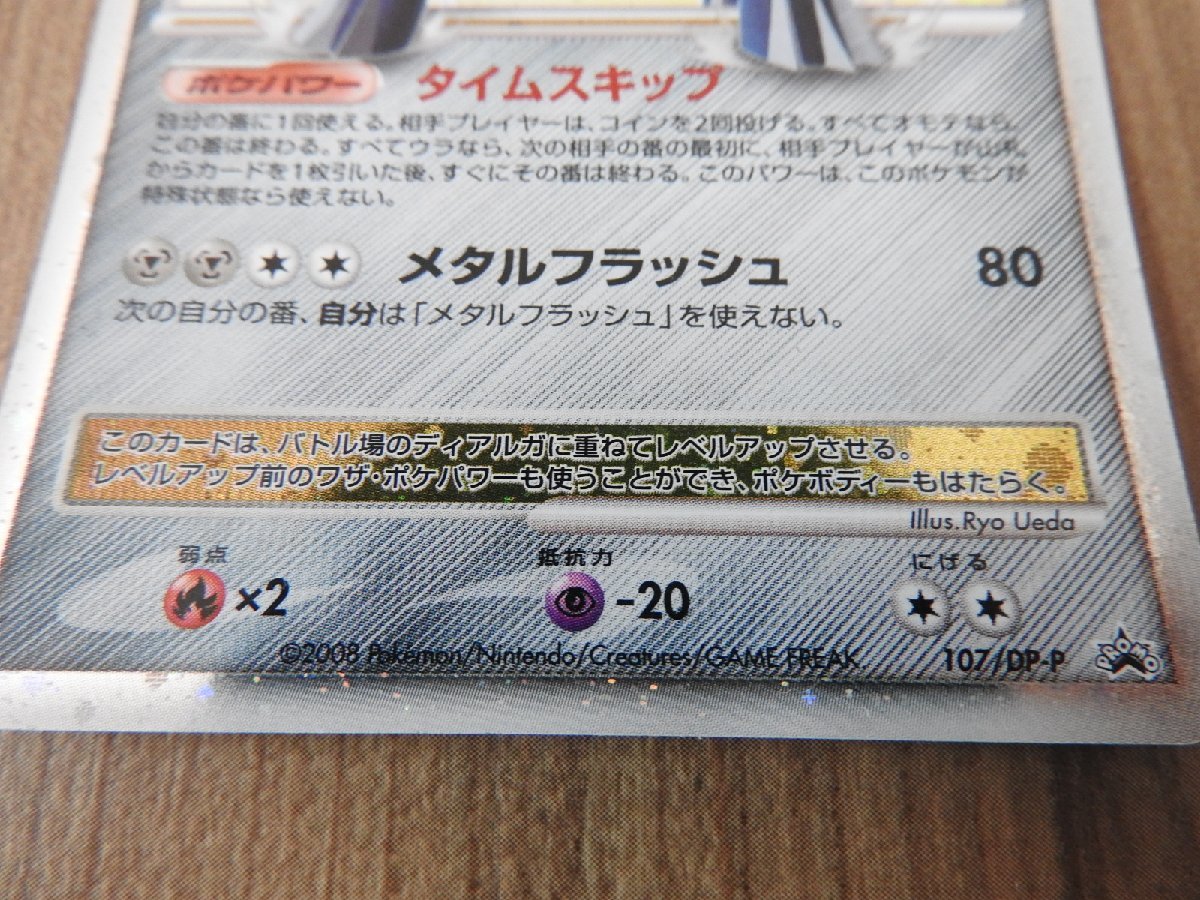 ポケパワー タイムスキップ
自分の番に1回使える。相手プレイヤーは、コインを2回投げる。すべてオモテなら、
この番は終わる。すべてウラなら、次の相手の番の最初に、相手プレイヤーが山札
からカードを1枚引いた後、すぐにその番は終わる。このパワーは、このポケモンが
特殊状態なら使えない。
メタルフラッシュ 80
次の自分の番、自分は「メタルフラッシュ」を使えない。
このカードは、バトル場のディアルガに重ねてレベルアップさせる。
レベルアップ前のワザ・ポケパワーも使うことができ、ポケボディーもはたらく。
Illus.Ryo Ueda
弱点 抵抗力 にげる
×2 -20
©2008 Pokémon/Nintendo/Creatures/GAME FREAK. 107/DP-P PROMO